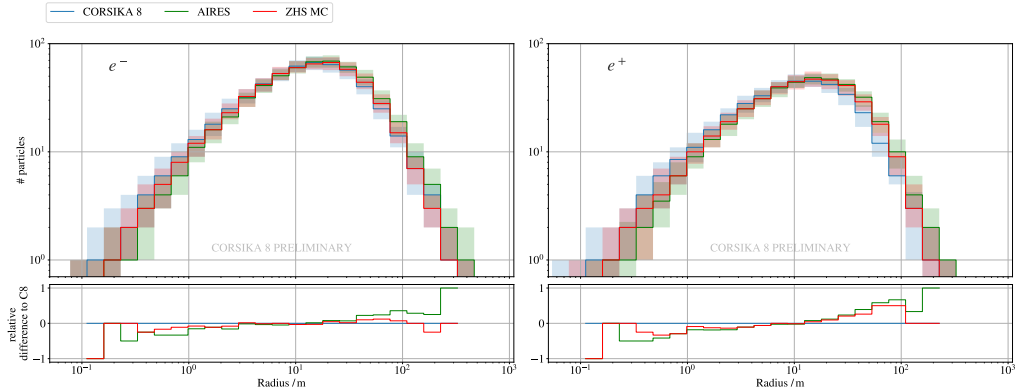 CORSIKA 8 AIRES ZHS MC
10² 10²
e⁻ e⁺
# particles
10¹ 10¹
CORSIKA 8 PRELIMINARY CORSIKA 8 PRELIMINARY
10⁰ 10⁰
1 1
relative
difference to C8
0 0
−1 −1
10⁻¹ 10⁰ 10¹ 10² 10³ 10⁻¹ 10⁰ 10¹ 10² 10³
Radius / m Radius / m